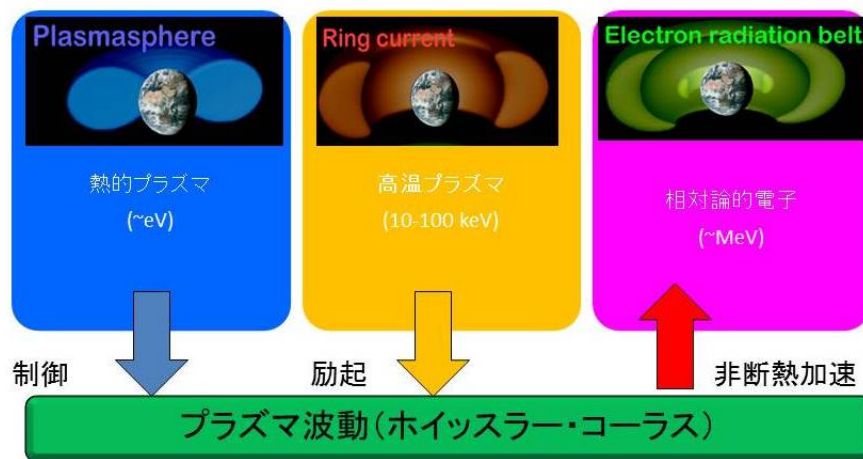 Plasmasphere
熱的プラズマ
(~eV)
Ring current
高温プラズマ
(10-100 keV)
Electron radiation belt
相対論的電子
(~MeV)
制御
励起
非断熱加速
プラズマ波動(ホイッスラー・コーラス)